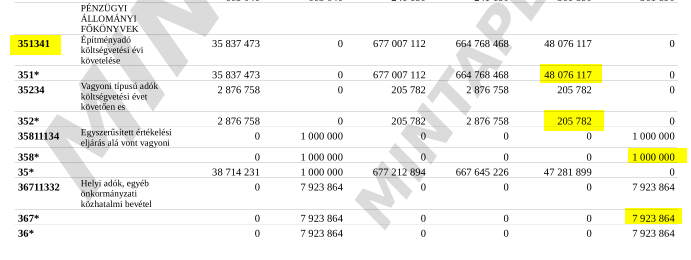 PÉNZÜGYI
ÁLLOMÁNYI
FŐKÖNYVEK
351341 Építményadó 35 837 473 0 677 007 112 664 768 468 48 076 117 0
költségvetési évi
követelése
351* 35 837 473 0 677 007 112 664 768 468 48 076 117 0
35234 Vagyoni típusú adók 2 876 758 0 205 782 2 876 758 205 782 0
költségvetési évet
követően es
352* 2 876 758 0 205 782 2 876 758 205 782 0
35811134 Egyszerűsített értékelési 0 1 000 000 0 0 0 1 000 000
eljárás alá vont vagyoni
358* 0 1 000 000 0 0 0 1 000 000
35* 38 714 231 1 000 000 677 212 894 667 645 226 47 281 899 0
36711332 Helyi adók, egyéb 0 7 923 864 0 0 0 7 923 864
önkormányzati
közhatalmi bevétel
367* 0 7 923 864 0 0 0 7 923 864
36* 0 7 923 864 0 0 0 7 923 864
MIN
MINTAPÉ